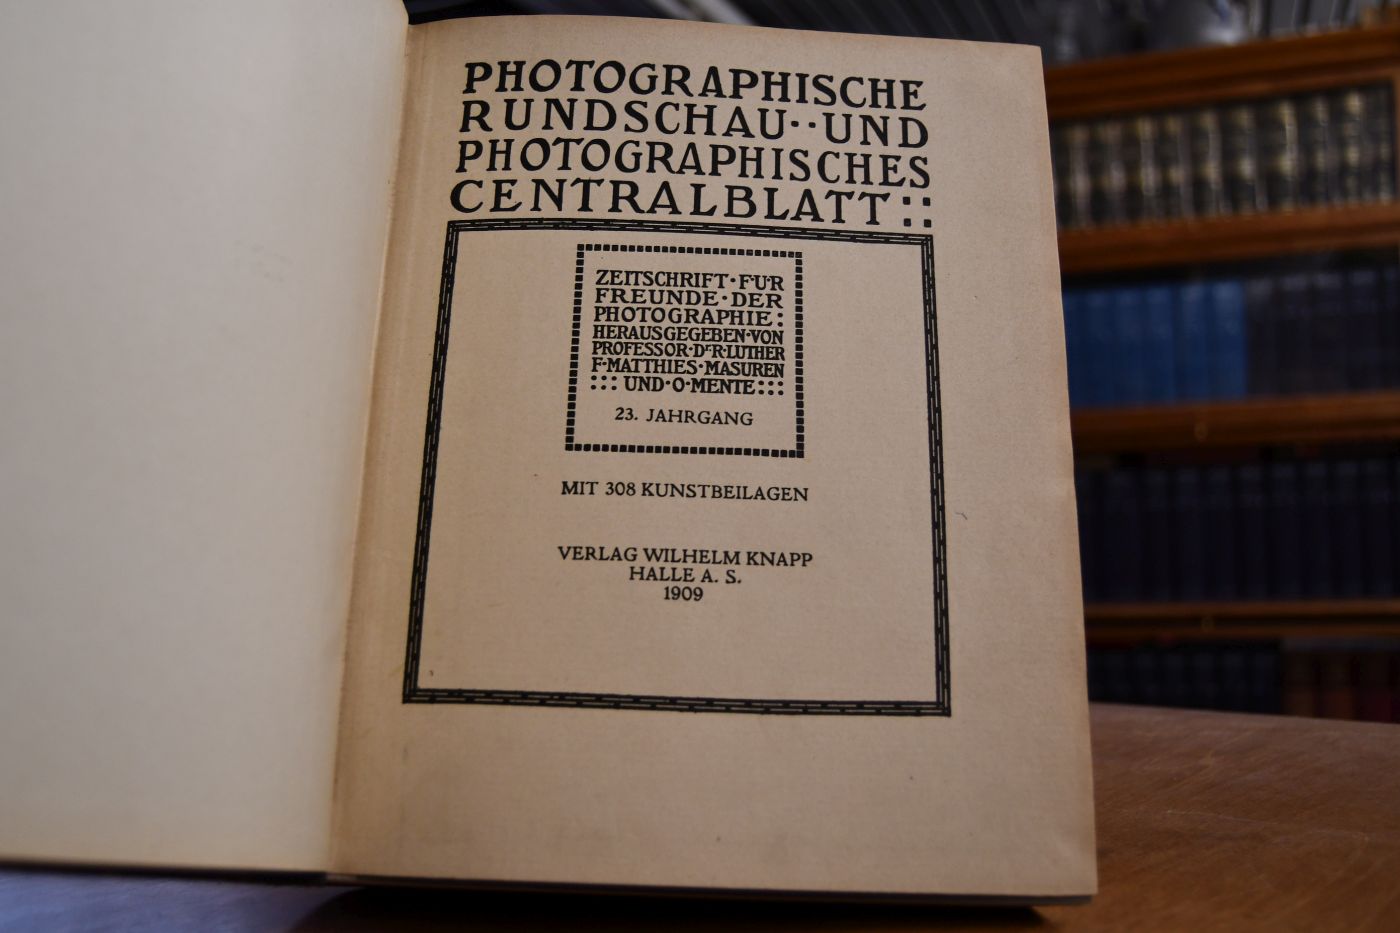 PHOTOGRAPHISCHE
RUNDSCHAU··UND
PHOTOGRAPHISCHES
CENTRALBLATT::
ZEITSCHRIFT·FÜR
FREUNDE·DER
PHOTOGRAPHIE:
HERAUSGEGEBEN·VON
PROFESSOR·Dr·R·LUTHER
F·MATTHIES·MASUREN
:::UND·O·MENTE:::
23. JAHRGANG
MIT 308 KUNSTBEILAGEN
VERLAG WILHELM KNAPP
HALLE A. S.
1909